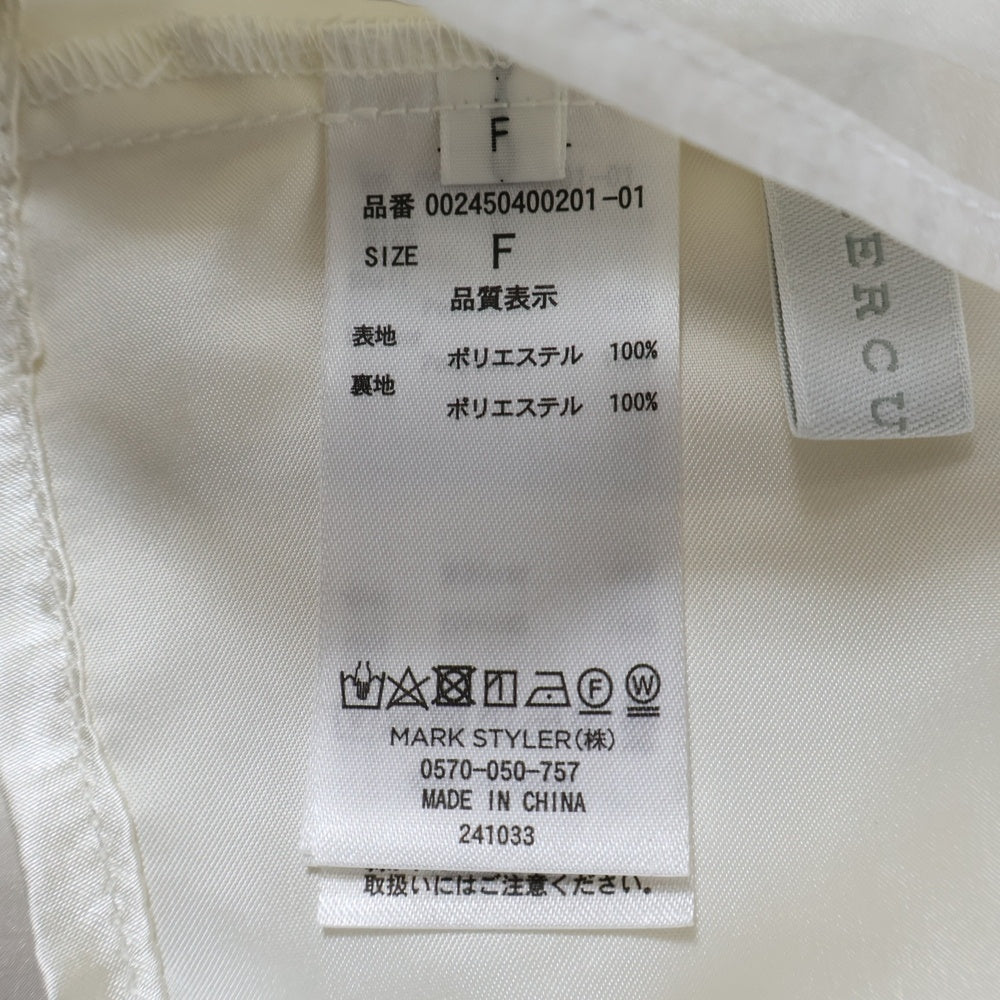 F
品番 002450400201-01
SIZE F
品質表示
表地
ポリエステル 100%
裏地
ポリエステル 100%
F
W
MARK STYLER(株)
0570-050-757
MADE IN CHINA
241033
取扱いにはご注意ください。
ERCU